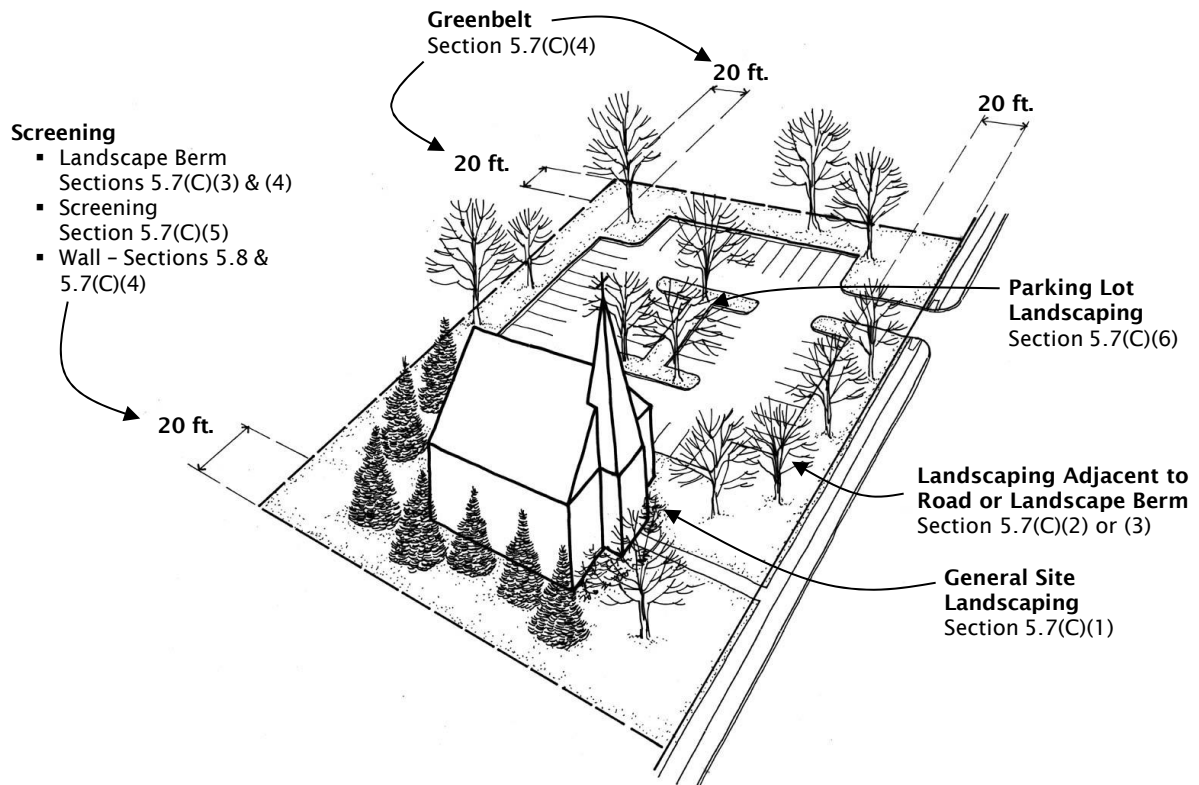 Greenbelt
Section 5.7(C)(4)
20 ft.
20 ft.
20 ft.
Screening
▪ Landscape Berm
Sections 5.7(C)(3) & (4)
▪ Screening
Section 5.7(C)(5)
▪ Wall – Sections 5.8 &
5.7(C)(4)
20 ft.
Parking Lot
Landscaping
Section 5.7(C)(6)
Landscaping Adjacent to
Road or Landscape Berm
Section 5.7(C)(2) or (3)
General Site
Landscaping
Section 5.7(C)(1)